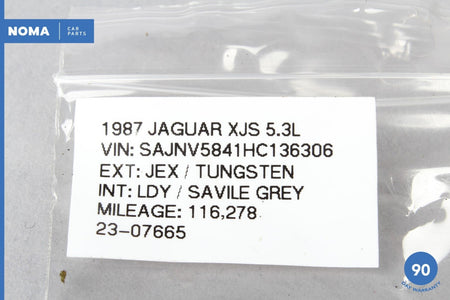 NOMA CAR PARTS
1987 JAGUAR XJS 5.3L
VIN: SAJNV5841HC136306
EXT: JEX / TUNGSTEN
INT: LDY / SAVILE GREY
MILEAGE: 116,278
23-07665
90
DAY WARRANTY